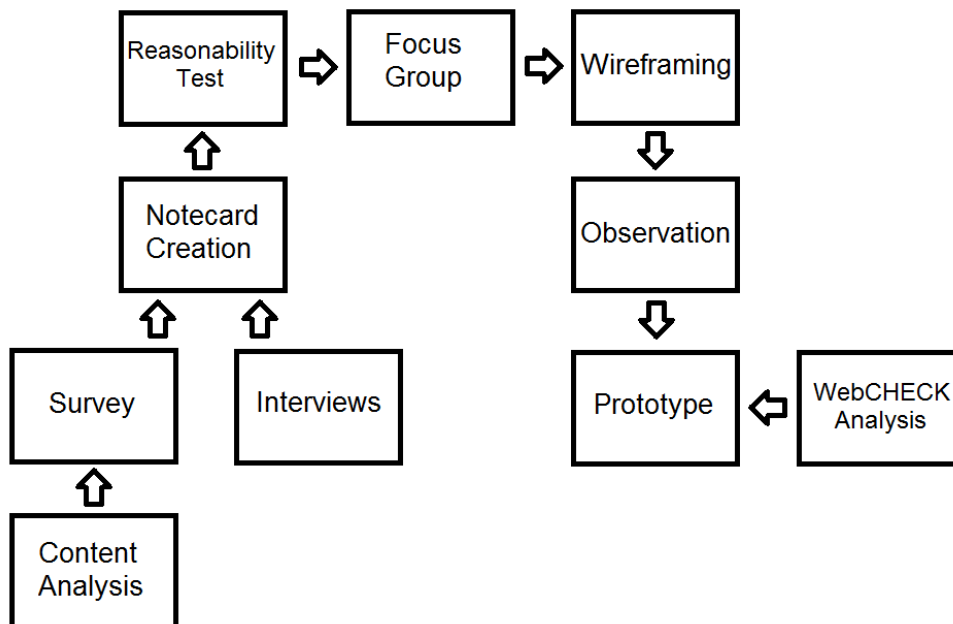 Reasonability
Test
Focus
Group
Wireframing
Notecard
Creation
Observation
Survey
Interviews
Prototype
WebCHECK
Analysis
Content
Analysis